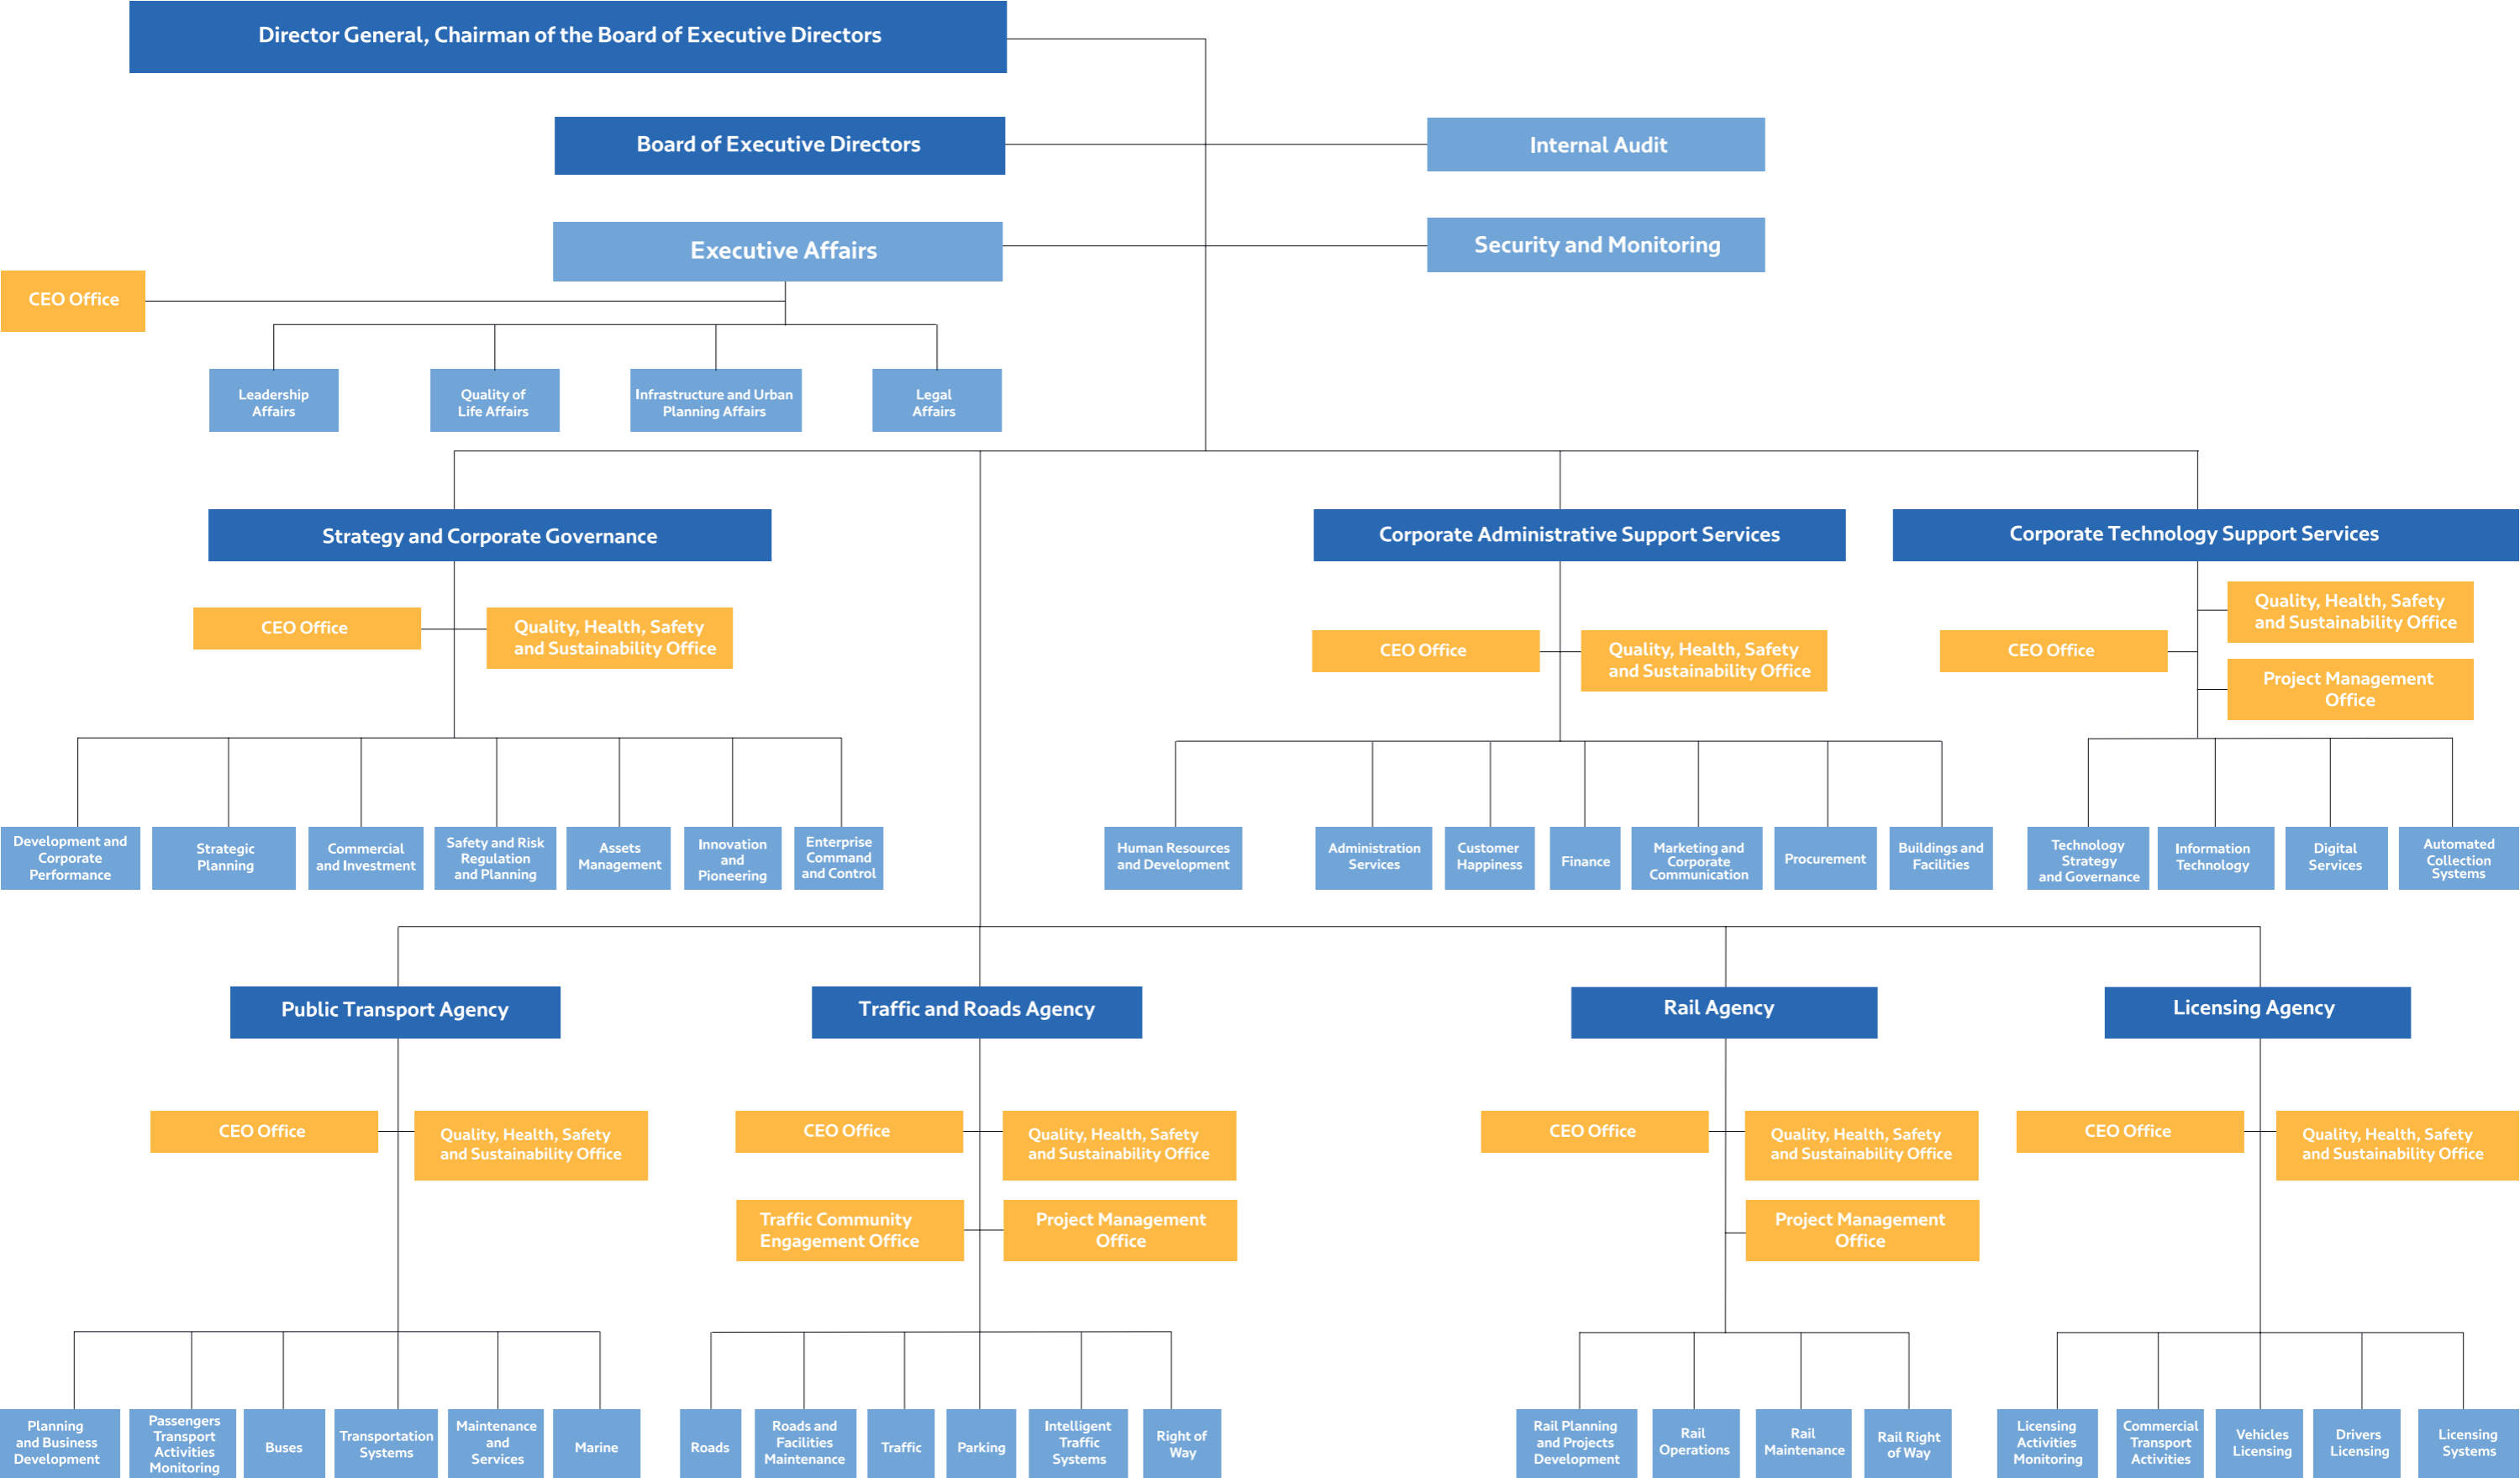 Director General, Chairman of the Board of Executive Directors
Board of Executive Directors
Internal Audit
Executive Affairs
Security and Monitoring
CEO Office
Leadership
Affairs
Quality of
Life Affairs
Infrastructure and Urban
Planning Affairs
Legal
Affairs
Strategy and Corporate Governance
Corporate Administrative Support Services
Corporate Technology Support Services
CEO Office
Quality, Health, Safety
and Sustainability Office
CEO Office
Quality, Health, Safety
and Sustainability Office
CEO Office
Quality, Health, Safety
and Sustainability Office
Project Management
Office
Development and
Corporate
Performance
Strategic
Planning
Commercial
and Investment
Safety and Risk
Regulation
and Planning
Assets
Management
Innovation
and
Pioneering
Enterprise
Command
and Control
Human Resources
and Development
Administration
Services
Customer
Happiness
Finance
Marketing and
Corporate
Communication
Procurement
Buildings and
Facilities
Technology
Strategy
and Governance
Information
Technology
Digital
Services
Automated
Collection
Systems
Public Transport Agency
Traffic and Roads Agency
Rail Agency
Licensing Agency
CEO Office
Quality, Health, Safety
and Sustainability Office
CEO Office
Quality, Health, Safety
and Sustainability Office
Traffic Community
Engagement Office
Project Management
Office
CEO Office
Quality, Health, Safety
and Sustainability Office
Project Management
Office
CEO Office
Quality, Health, Safety
and Sustainability Office
Planning
and Business
Development
Passengers
Transport
Activities
Monitoring
Buses
Transportation
Systems
Maintenance
and
Services
Marine
Roads
Roads and
Facilities
Maintenance
Traffic
Parking
Intelligent
Traffic
Systems
Right of
Way
Rail Planning
and Projects
Development
Rail
Operations
Rail
Maintenance
Rail Right
of Way
Licensing
Activities
Monitoring
Commercial
Transport
Activities
Vehicles
Licensing
Drivers
Licensing
Licensing
Systems